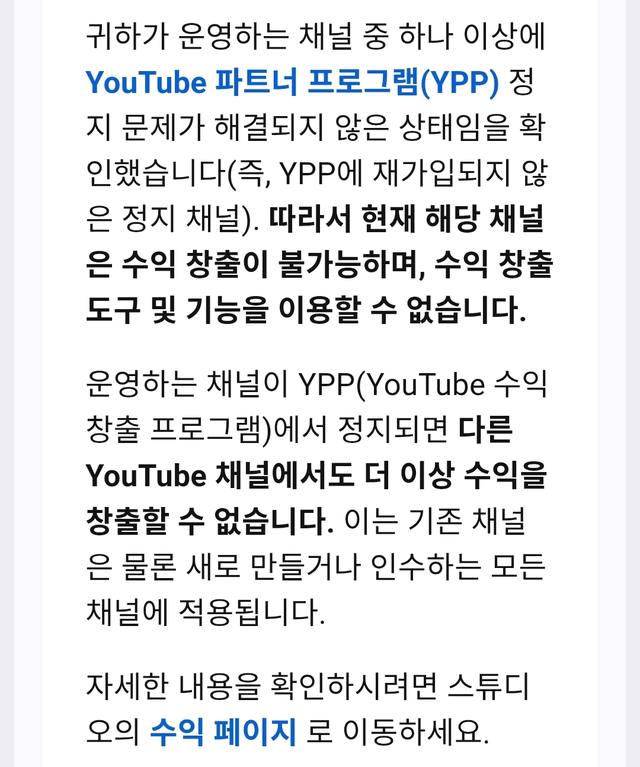 귀하가 운영하는 채널 중 하나 이상에
YouTube 파트너 프로그램(YPP) 정
지 문제가 해결되지 않은 상태임을 확
인했습니다(즉, YPP에 재가입되지 않
은 정지 채널). 따라서 현재 해당 채널
은 수익 창출이 불가능하며, 수익 창출
도구 및 기능을 이용할 수 없습니다.
운영하는 채널이 YPP(YouTube 수익
창출 프로그램)에서 정지되면 다른
YouTube 채널에서도 더 이상 수익을
창출할 수 없습니다. 이는 기존 채널
은 물론 새로 만들거나 인수하는 모든
채널에 적용됩니다.
자세한 내용을 확인하시려면 스튜디
오의 수익 페이지 로 이동하세요.